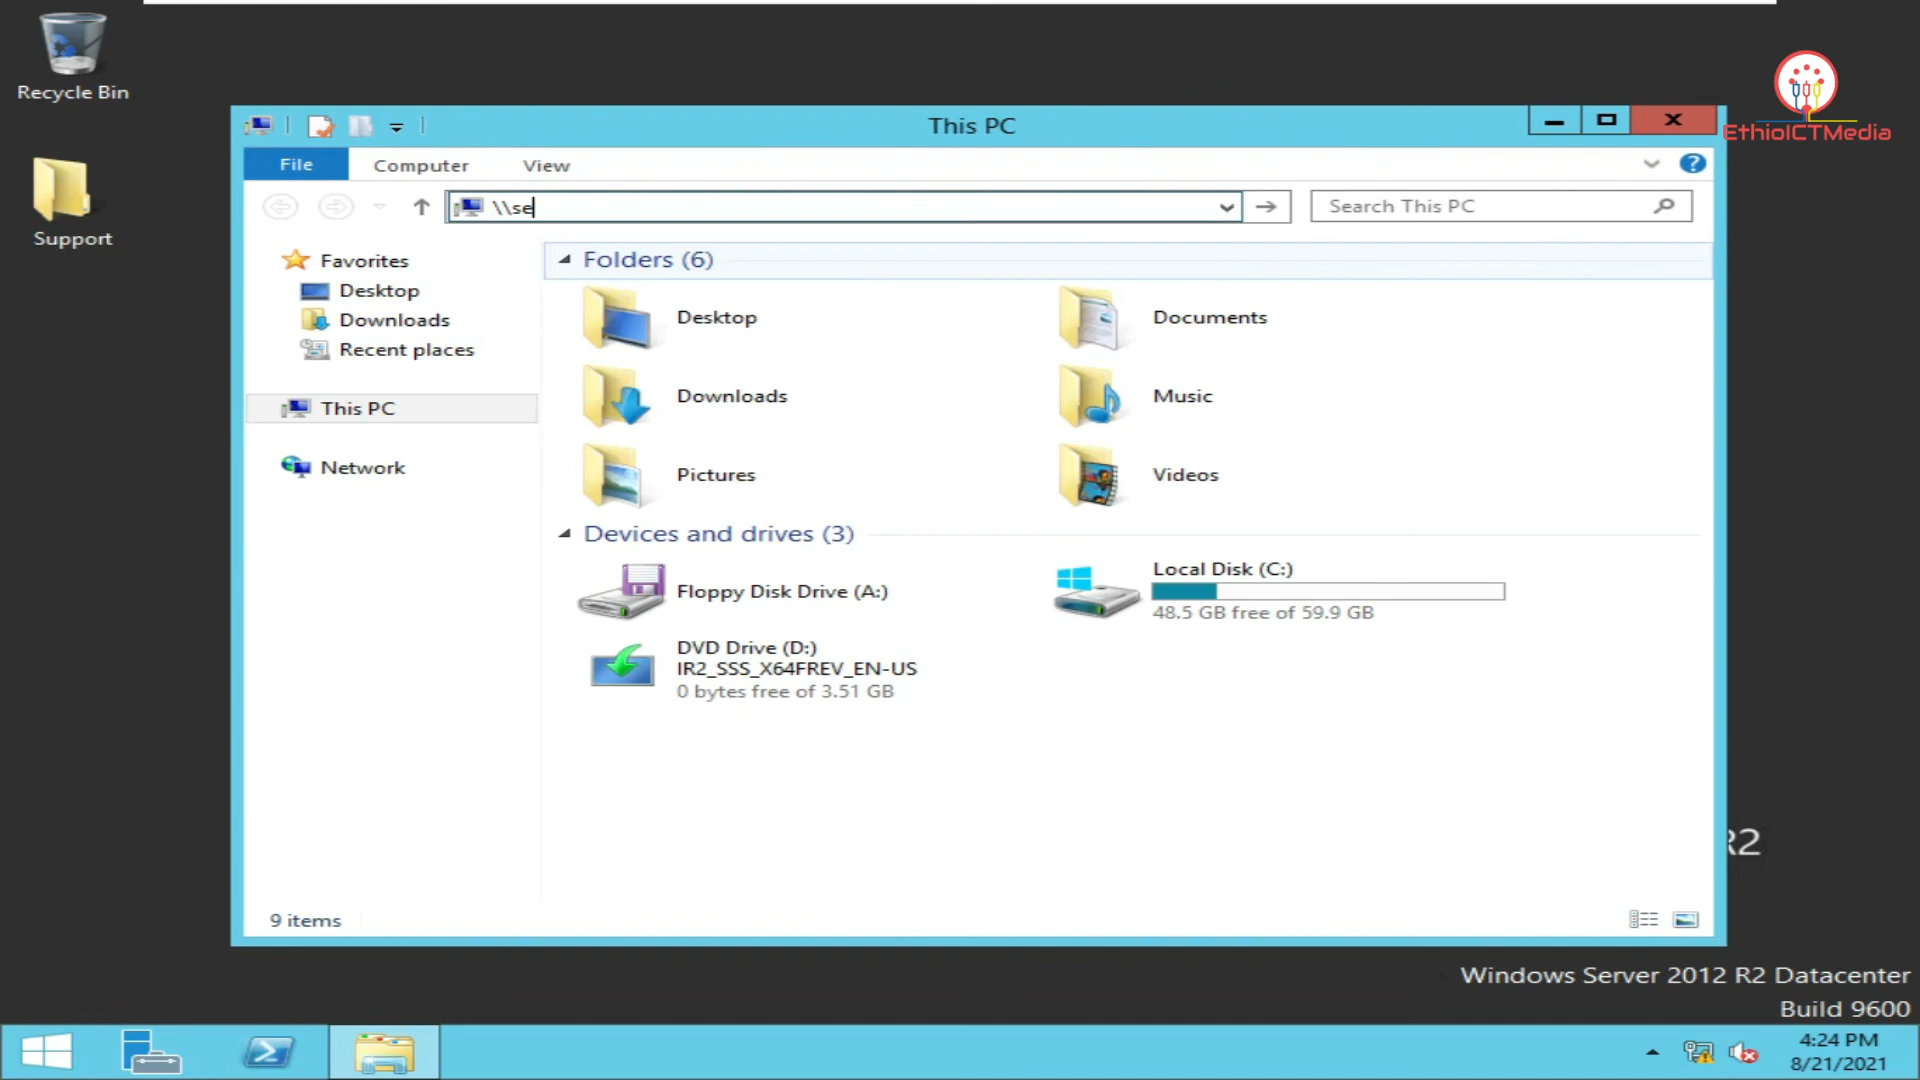 Recycle Bin
Support
EthioICTMedia
This PC
File
Computer
View
\\se
Search This PC
Favorites
Desktop
Downloads
Recent places
This PC
Network
Folders (6)
Desktop
Documents
Downloads
Music
Pictures
Videos
Devices and drives (3)
Floppy Disk Drive (A:)
Local Disk (C:)
48.5 GB free of 59.9 GB
DVD Drive (D:)
IR2_SSS_X64FREV_EN-US
0 bytes free of 3.51 GB
9 items
R2
Windows Server 2012 R2 Datacenter
Build 9600
4:24 PM
8/21/2021